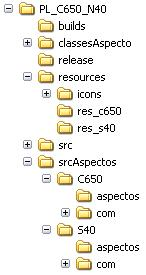 PL_C650_N40
builds
classesAspecto
release
resources
icons
res_c650
res_s40
src
srcAspectos
C650
aspectos
com
S40
aspectos
com